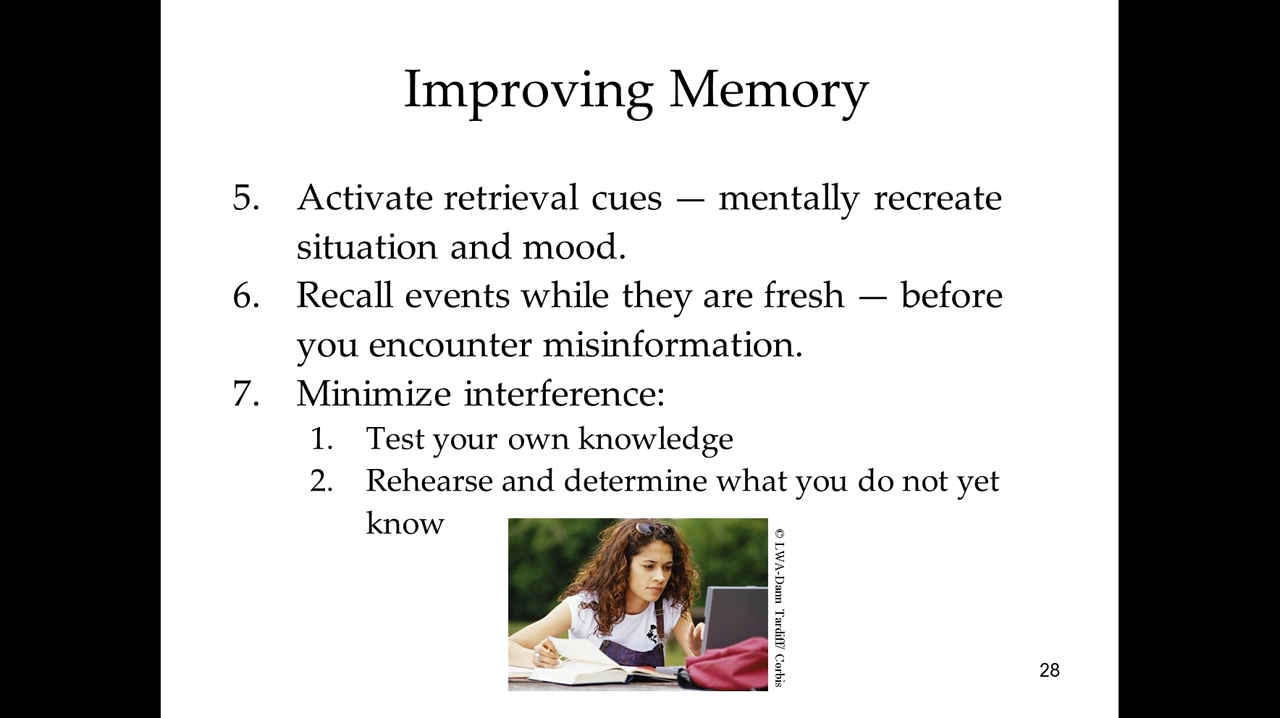 Improving Memory
5. Activate retrieval cues — mentally recreate
situation and mood.
6. Recall events while they are fresh — before
you encounter misinformation.
7. Minimize interference:
1. Test your own knowledge
2. Rehearse and determine what you do not yet
know
© LWA-Dann Tardiff/ Corbis
28